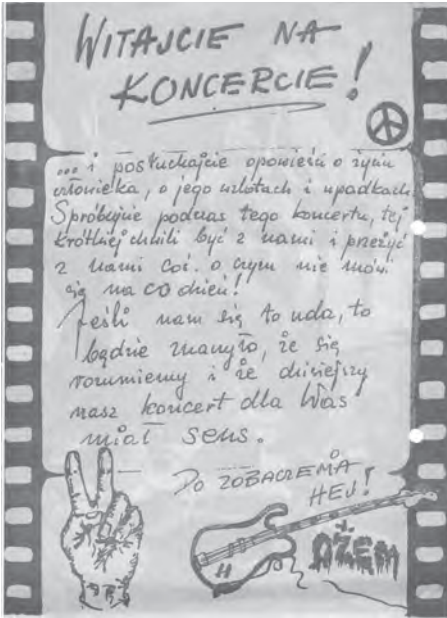 WITAJCIE NA
KONCERCIE!
... i posłuchajcie opowieści o życiu
człowieka, o jego wzlotach i upadkach.
Spróbujcie podczas tego koncertu, tej
krótkiej chwili być z nami i przeżyć
z nami coś, o czym nie mówi
się na co dzień!
Jeśli nam się to uda, to
będzie znaczyło, że się
rozumiemy i że dzisiejszy
nasz koncert dla Was
miał sens.
DO ZOBACZENIA
HEJ!
DŻEM
H